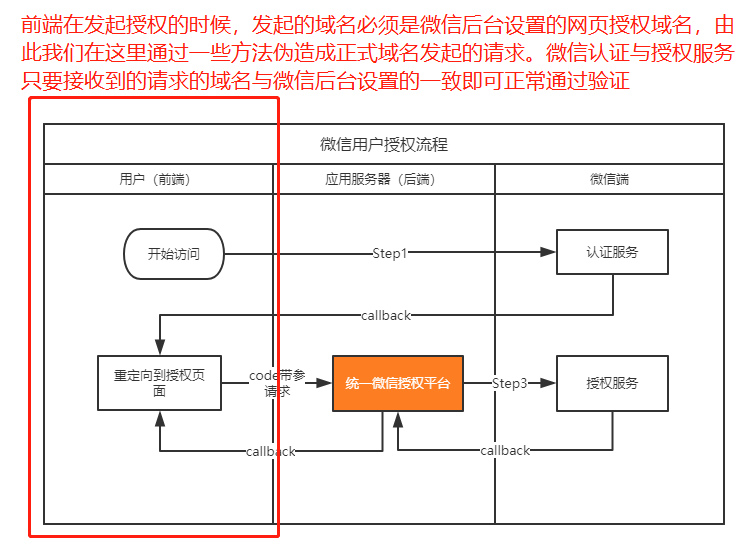 前端在发起授权的时候，发起的域名必须是微信后台设置的网页授权域名，由
此我们在这里通过一些方法伪造成正式域名发起的请求。微信认证与授权服务
只要接收到的请求的域名与微信后台设置的一致即可正常通过验证
微信用户授权流程
用户（前端）
应用服务器（后端）
微信端
开始访问
Step1
认证服务
callback
重定向到授权页
面
code带参
请求
统一微信授权平台
Step3
授权服务
callback
callback